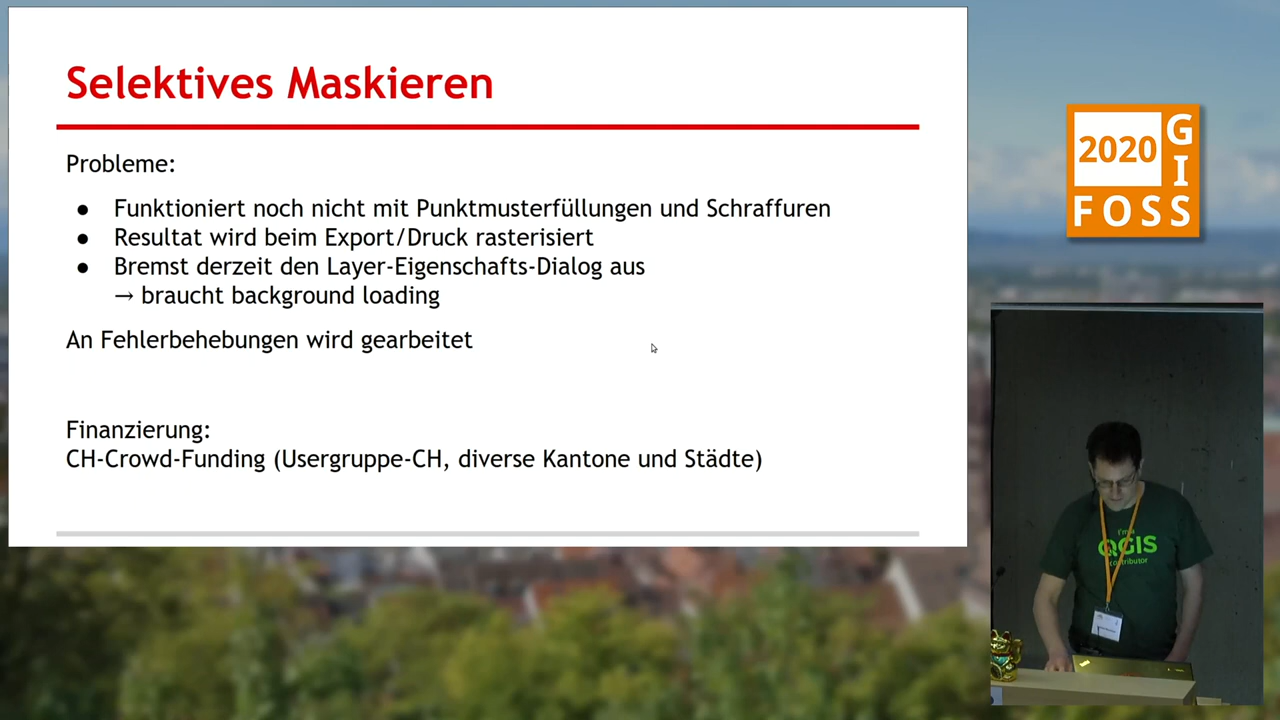 Selektives Maskieren
Probleme:
● Funktioniert noch nicht mit Punktmusterfüllungen und Schraffuren
● Resultat wird beim Export/Druck rasterisiert
● Bremst derzeit den Layer-Eigenschafts-Dialog aus
→ braucht background loading
An Fehlerbehebungen wird gearbeitet
Finanzierung:
CH-Crowd-Funding (Usergruppe-CH, diverse Kantone und Städte)
2020
GIS
FOSS
I'm a
QGIS
contributor